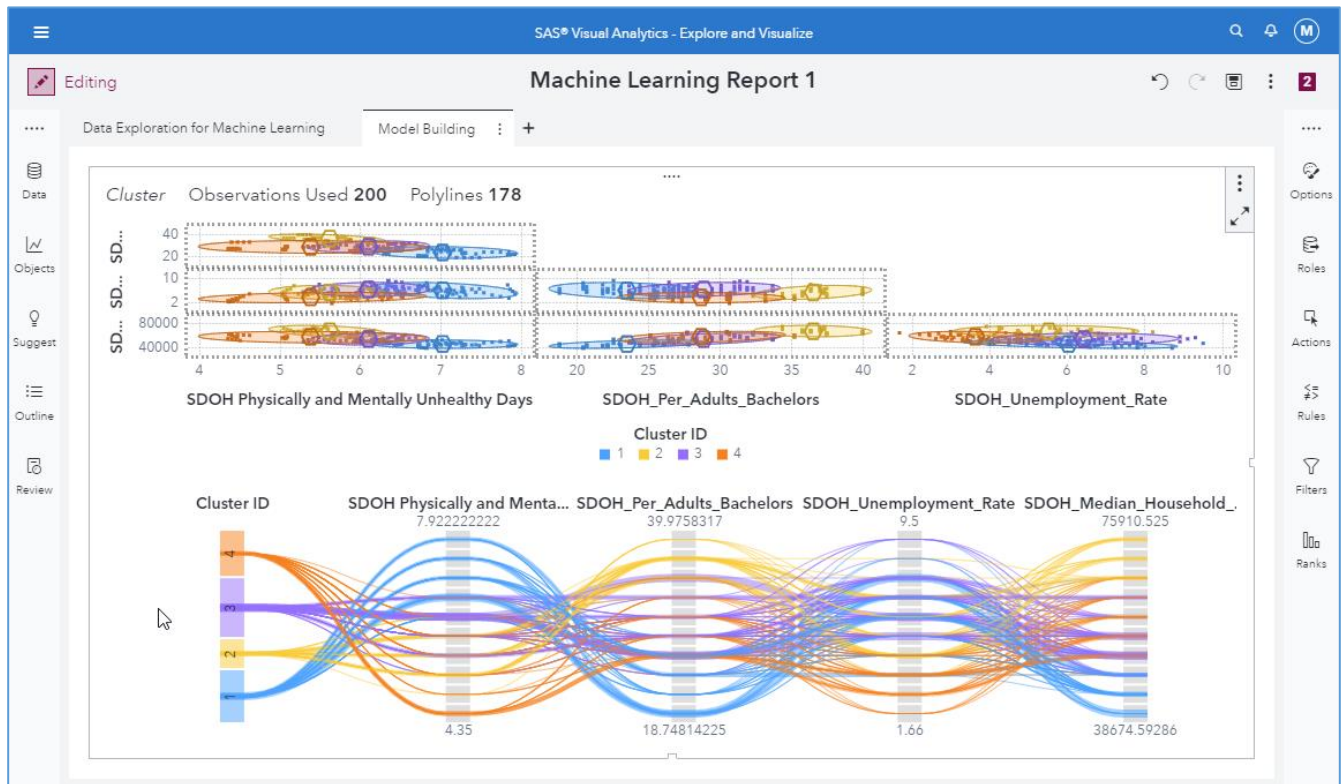 SAS® Visual Analytics - Explore and Visualize
M
Editing
Machine Learning Report 1
2
Data Exploration for Machine Learning
Model Building
+
Data
Objects
Suggest
Outline
Review
Options
Roles
Actions
Rules
Filters
Ranks
Cluster Observations Used 200 Polylines 178
SD...
40
20
SD...
10
2
SD...
80000
40000
4 5 6 7 8 20 25 30 35 40 2 4 6 8 10
SDOH Physically and Mentally Unhealthy Days SDOH_Per_Adults_Bachelors SDOH_Unemployment_Rate
Cluster ID
1 2 3 4
Cluster ID SDOH Physically and Menta... SDOH_Per_Adults_Bachelors SDOH_Unemployment_Rate SDOH_Median_Household_.
7.922222222 39.9758317 9.5 75910.525
4
3
2
1
4.35 18.74814225 1.66 38674.59286